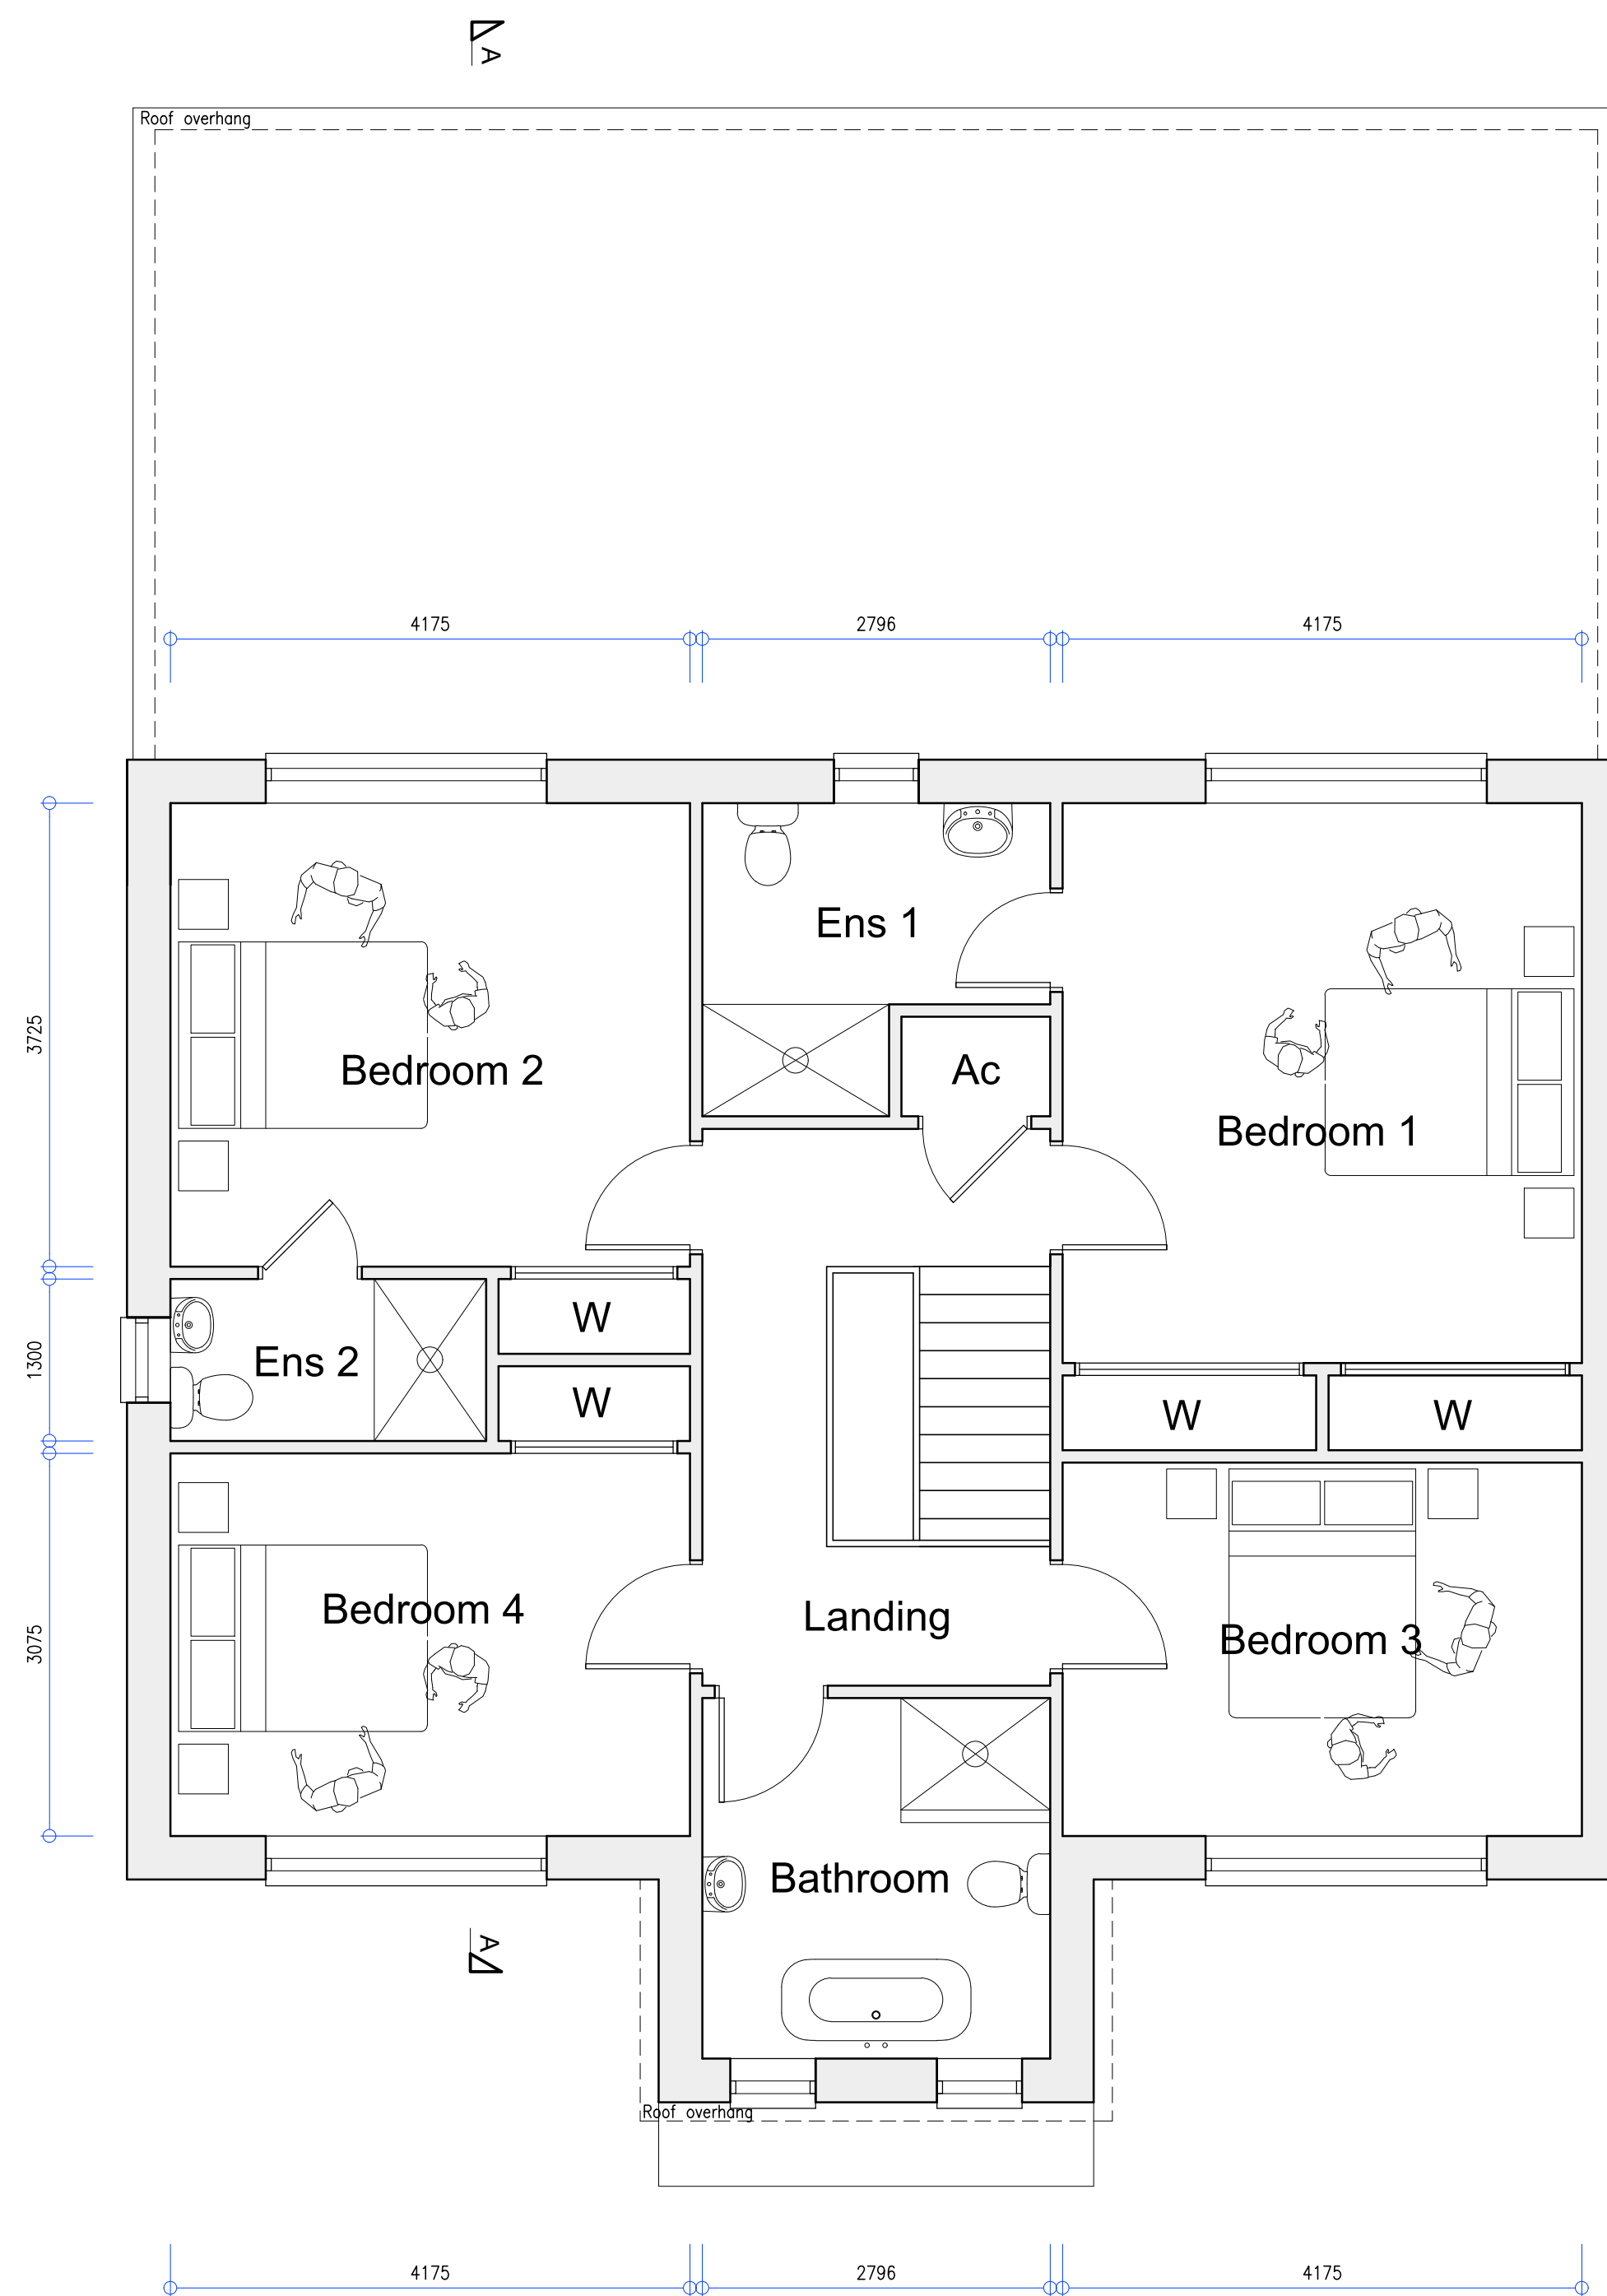 A
Roof overhang
4175 2796 4175
Ens 1
3725
Bedroom 2
Ac
Bedroom 1
W
1300
Ens 2
W
W
W
Bedroom 4
Landing
3075
Bedroom 3
Bathroom
A
Roof overhang
4175 2796 4175